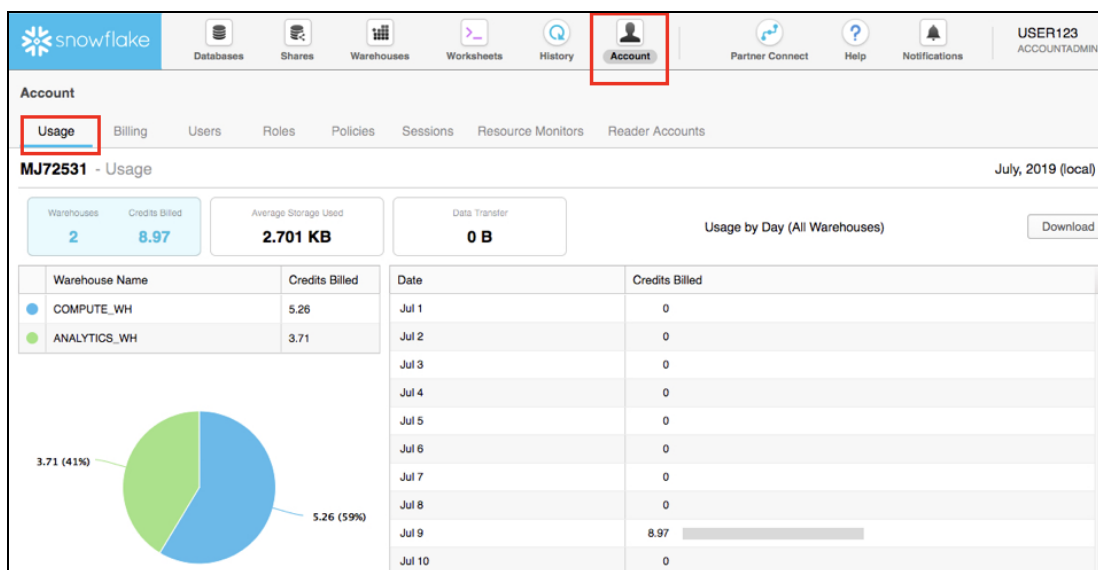 snowflake
Databases Shares Warehouses Worksheets History Account Partner Connect Help Notifications
USER123
ACCOUNTADMIN
Account
Usage Billing Users Roles Policies Sessions Resource Monitors Reader Accounts
MJ72531 - Usage July, 2019 (local)
Warehouses Credits Billed Average Storage Used Data Transfer
2 8.97 2.701 KB 0 B
Usage by Day (All Warehouses) Download
Warehouse Name Credits Billed Date Credits Billed
COMPUTE_WH 5.26 Jul 1 0
ANALYTICS_WH 3.71 Jul 2 0
Jul 3 0
Jul 4 0
Jul 5 0
Jul 6 0
3.71 (41%)
Jul 7 0
Jul 8 0
5.26 (59%)
Jul 9 8.97
Jul 10 0